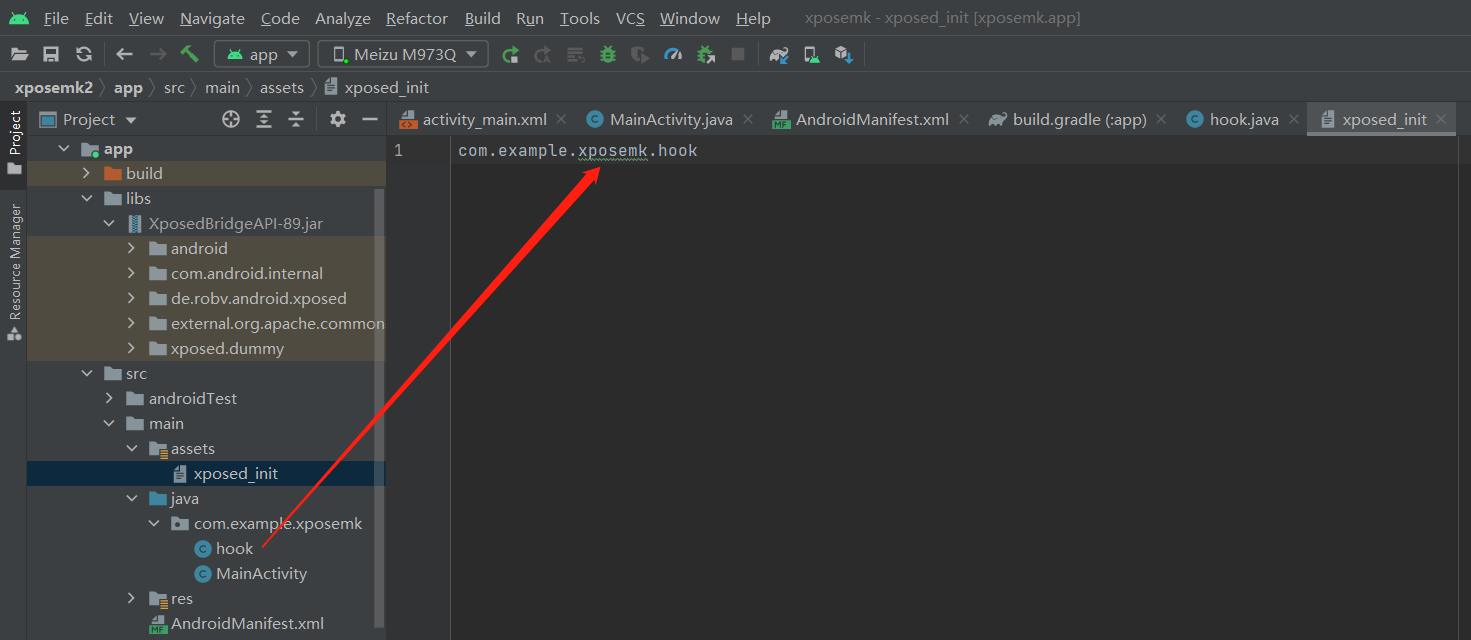 File Edit View Navigate Code Analyze Refactor Build Run Tools VCS Window Help xposemk - xposed_init [xposemk.app]
app Meizu M973Q
xposemk2 app src main assets xposed_init
Project activity_main.xml MainActivity.java AndroidManifest.xml build.gradle (:app) hook.java xposed_init
Project
Resource Manager
1 com.example.xposemk.hook
app
build
libs
XposedBridgeAPI-89.jar
android
com.android.internal
de.robv.android.xposed
external.org.apache.common
xposed.dummy
src
androidTest
main
assets
xposed_init
java
com.example.xposemk
C hook
C MainActivity
res
MF AndroidManifest.xml